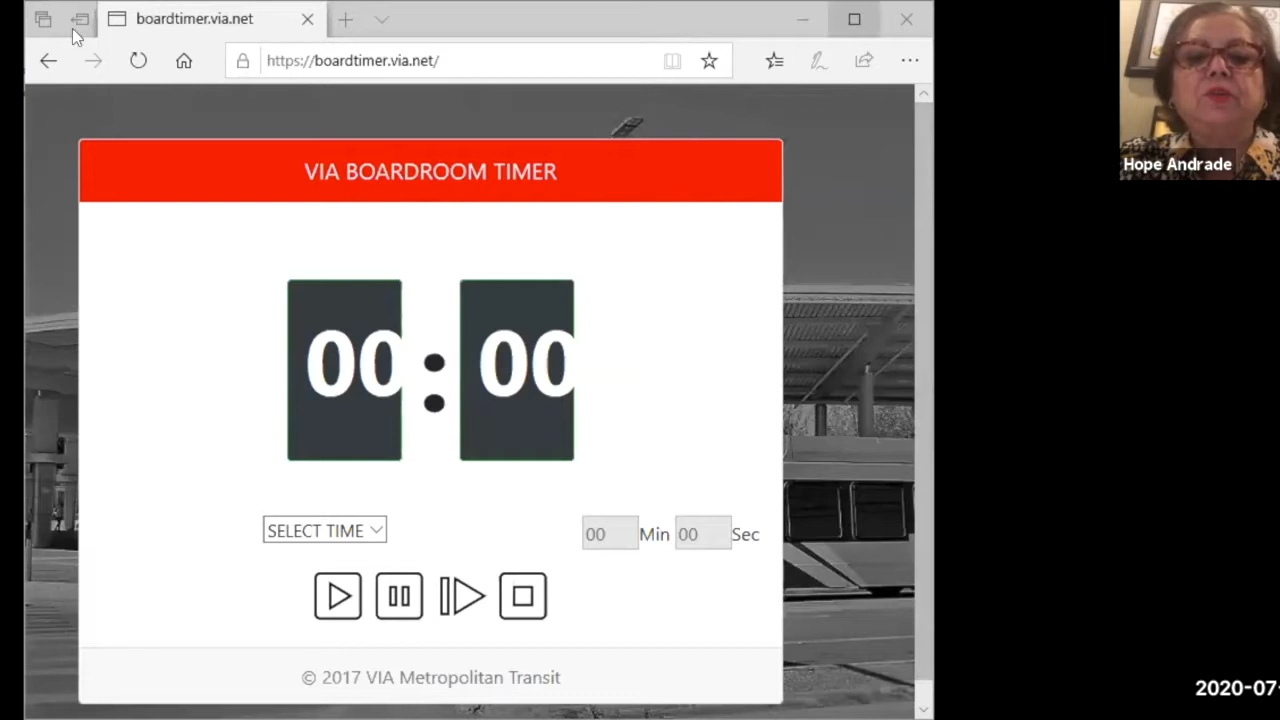 boardtimer.via.net
https://boardtimer.via.net/
Hope Andrade
VIA BOARDROOM TIMER
00:00
SELECT TIME
00 Min 00 Sec
© 2017 VIA Metropolitan Transit
2020-07-